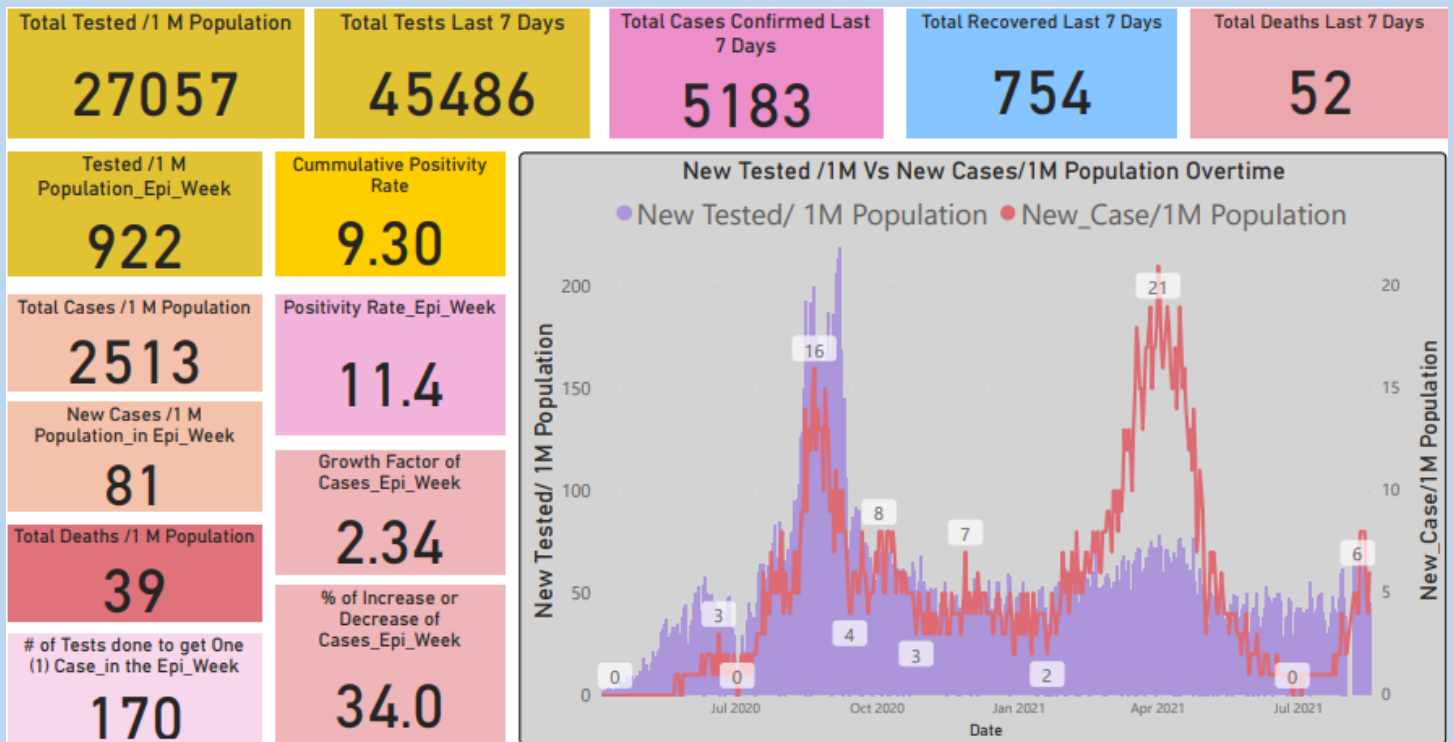 Total Tested /1 M Population
27057
Total Tests Last 7 Days
45486
Total Cases Confirmed Last
7 Days
5183
Total Recovered Last 7 Days
754
Total Deaths Last 7 Days
52
Tested /1 M
Population_Epi_Week
922
Cummulative Positivity
Rate
9.30
Total Cases /1 M Population
2513
Positivity Rate_Epi_Week
11.4
New Cases /1 M
Population_in Epi_Week
81
Growth Factor of
Cases_Epi_Week
2.34
Total Deaths /1 M Population
39
% of Increase or
Decrease of
Cases_Epi_Week
34.0
# of Tests done to get One
(1) Case_in the Epi_Week
170
New Tested /1M Vs New Cases/1M Population Overtime
New Tested/ 1M Population New_Case/1M Population
New Tested/ 1M Population
200
150
100
50
0
0
3
0
16
4
8
3
7
2
21
0
6
20
15
10
5
0
New_Case/1M Population
Jul 2020 Oct 2020 Jan 2021 Apr 2021 Jul 2021
Date